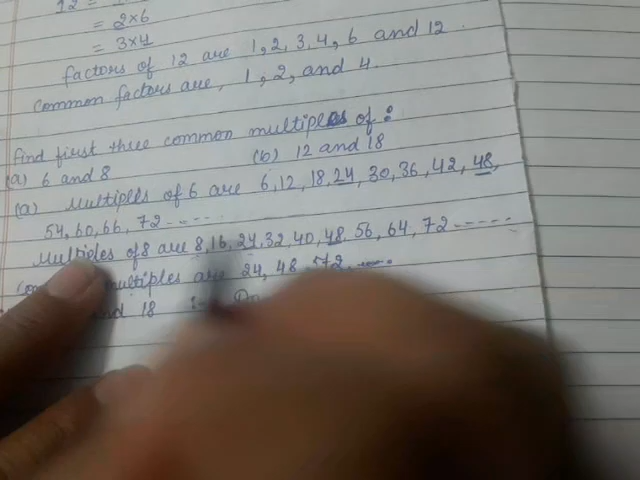 = 2×6
= 3×4
factors of 12 are 1, 2, 3, 4, 6 and 12.
Common factors are, 1, 2, and 4.
find first three common multiples of :
(a) 6 and 8 (b) 12 and 18
(a) Multiples of 6 are 6, 12, 18, 24, 30, 36, 42, 48,
54, 60, 66, 72 .....
Multiples of 8 are 8, 16, 24, 32, 40, 48, 56, 64, 72 -----
multiples are 24, 48, 72, ....
and 18 :-